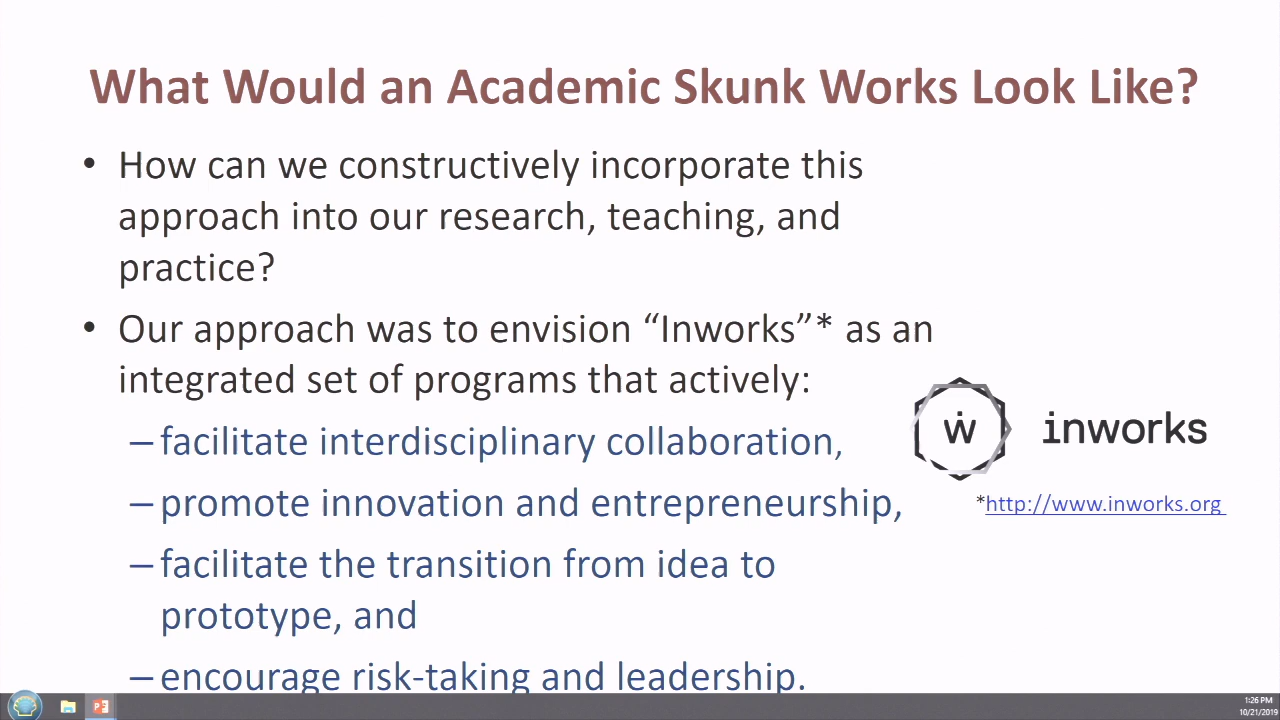 What Would an Academic Skunk Works Look Like?
• How can we constructively incorporate this
approach into our research, teaching, and
practice?
• Our approach was to envision “Inworks”* as an
integrated set of programs that actively:
– facilitate interdisciplinary collaboration,
– promote innovation and entrepreneurship,
– facilitate the transition from idea to
prototype, and
– encourage risk-taking and leadership.
ẇ inworks
*http://www.inworks.org
1:26 PM
10/21/2019